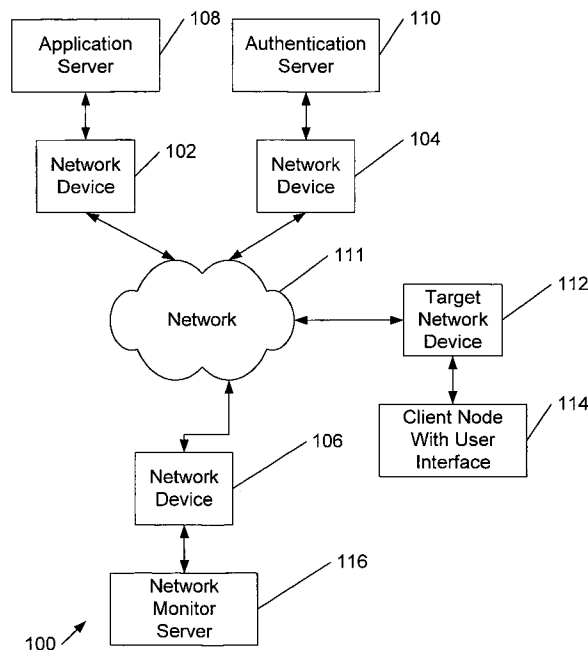 108
110
Application
Server
Authentication
Server
102
104
Network
Device
Network
Device
111
112
Network
Target
Network
Device
114
Client Node
With User
Interface
106
Network
Device
116
Network
Monitor
Server
100